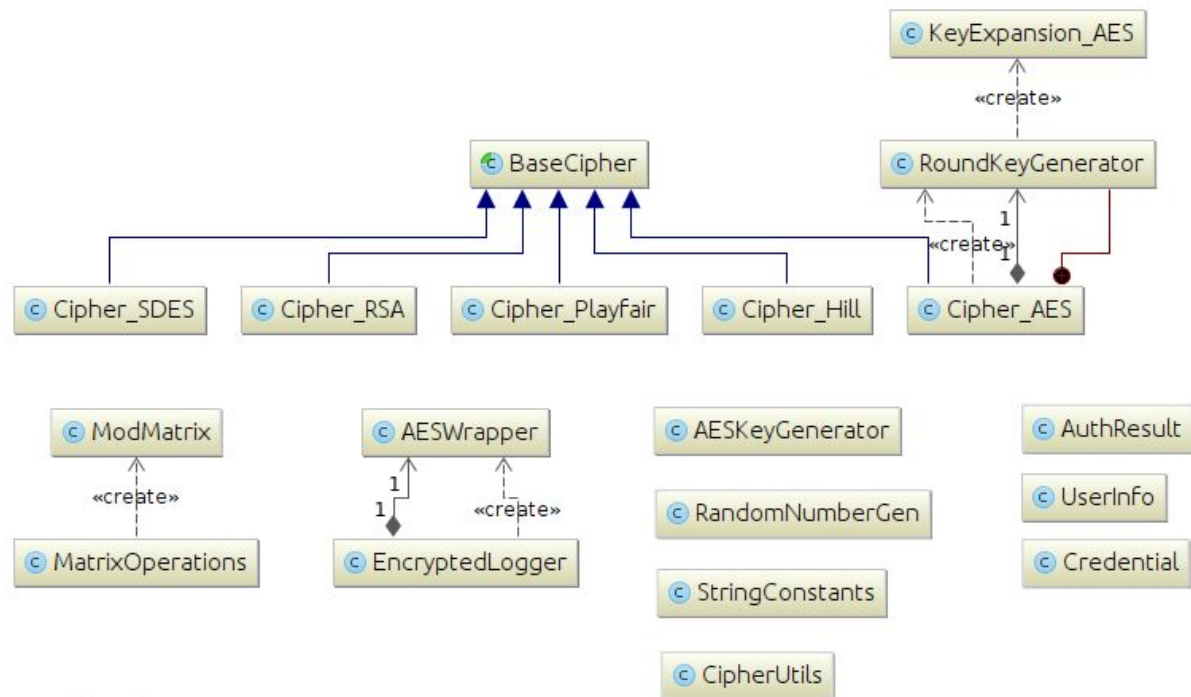 KeyExpansion_AES
«create»
BaseCipher
RoundKeyGenerator
1
«create»
1
Cipher_SDES
Cipher_RSA
Cipher_Playfair
Cipher_Hill
Cipher_AES
ModMatrix
AESWrapper
AESKeyGenerator
AuthResult
«create»
1
1
«create»
RandomNumberGen
UserInfo
MatrixOperations
EncryptedLogger
StringConstants
Credential
CipherUtils